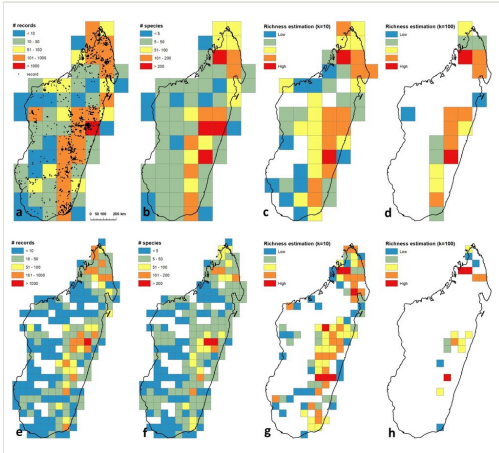 # records
< 10
10 - 50
51 - 100
101 - 1000
> 1000
record
a
0 50 100 200 km
# species
< 5
5 - 50
51 - 100
101 - 200
> 200
b
Richness estimation (k=10)
Low
High
c
Richness estimation (k=100)
Low
High
d
# records
< 10
10 - 50
51 - 100
101 - 1000
> 1000
e
# species
< 5
5 - 50
51 - 100
101 - 200
> 200
f
Richness estimation (k=10)
Low
High
g
Richness estimation (k=100)
Low
High
h